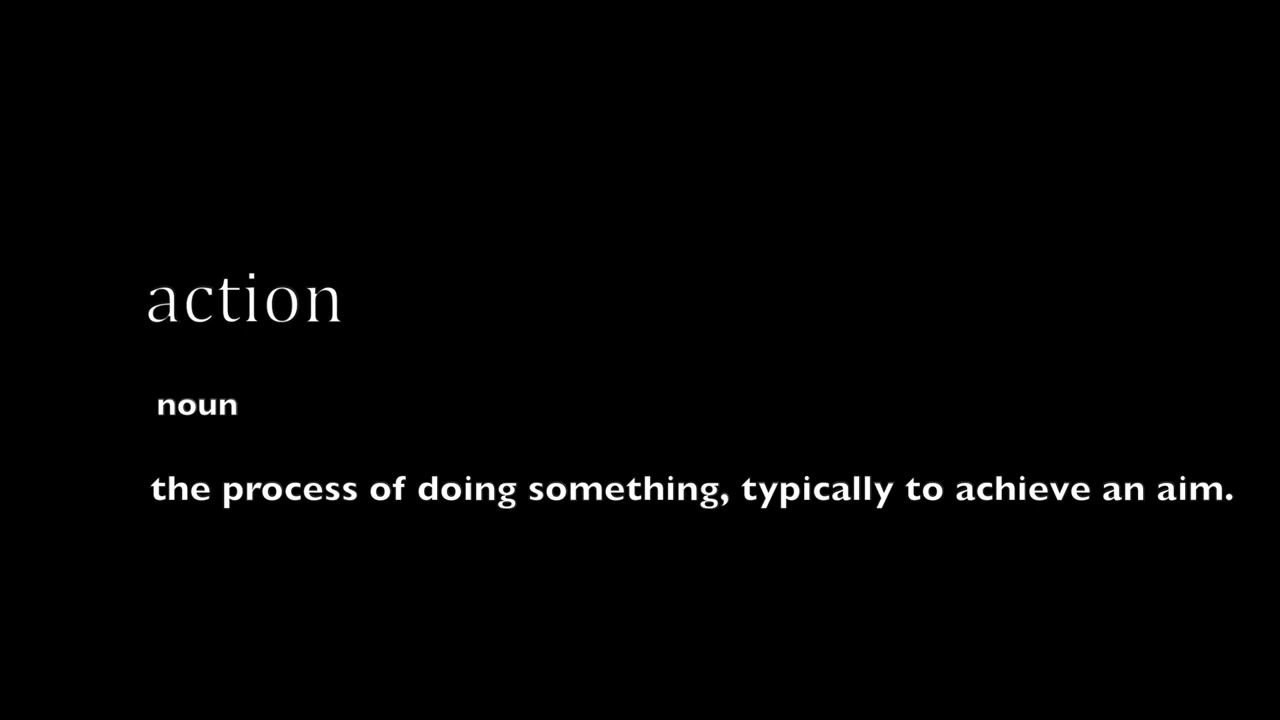 action
noun
the process of doing something, typically to achieve an aim.